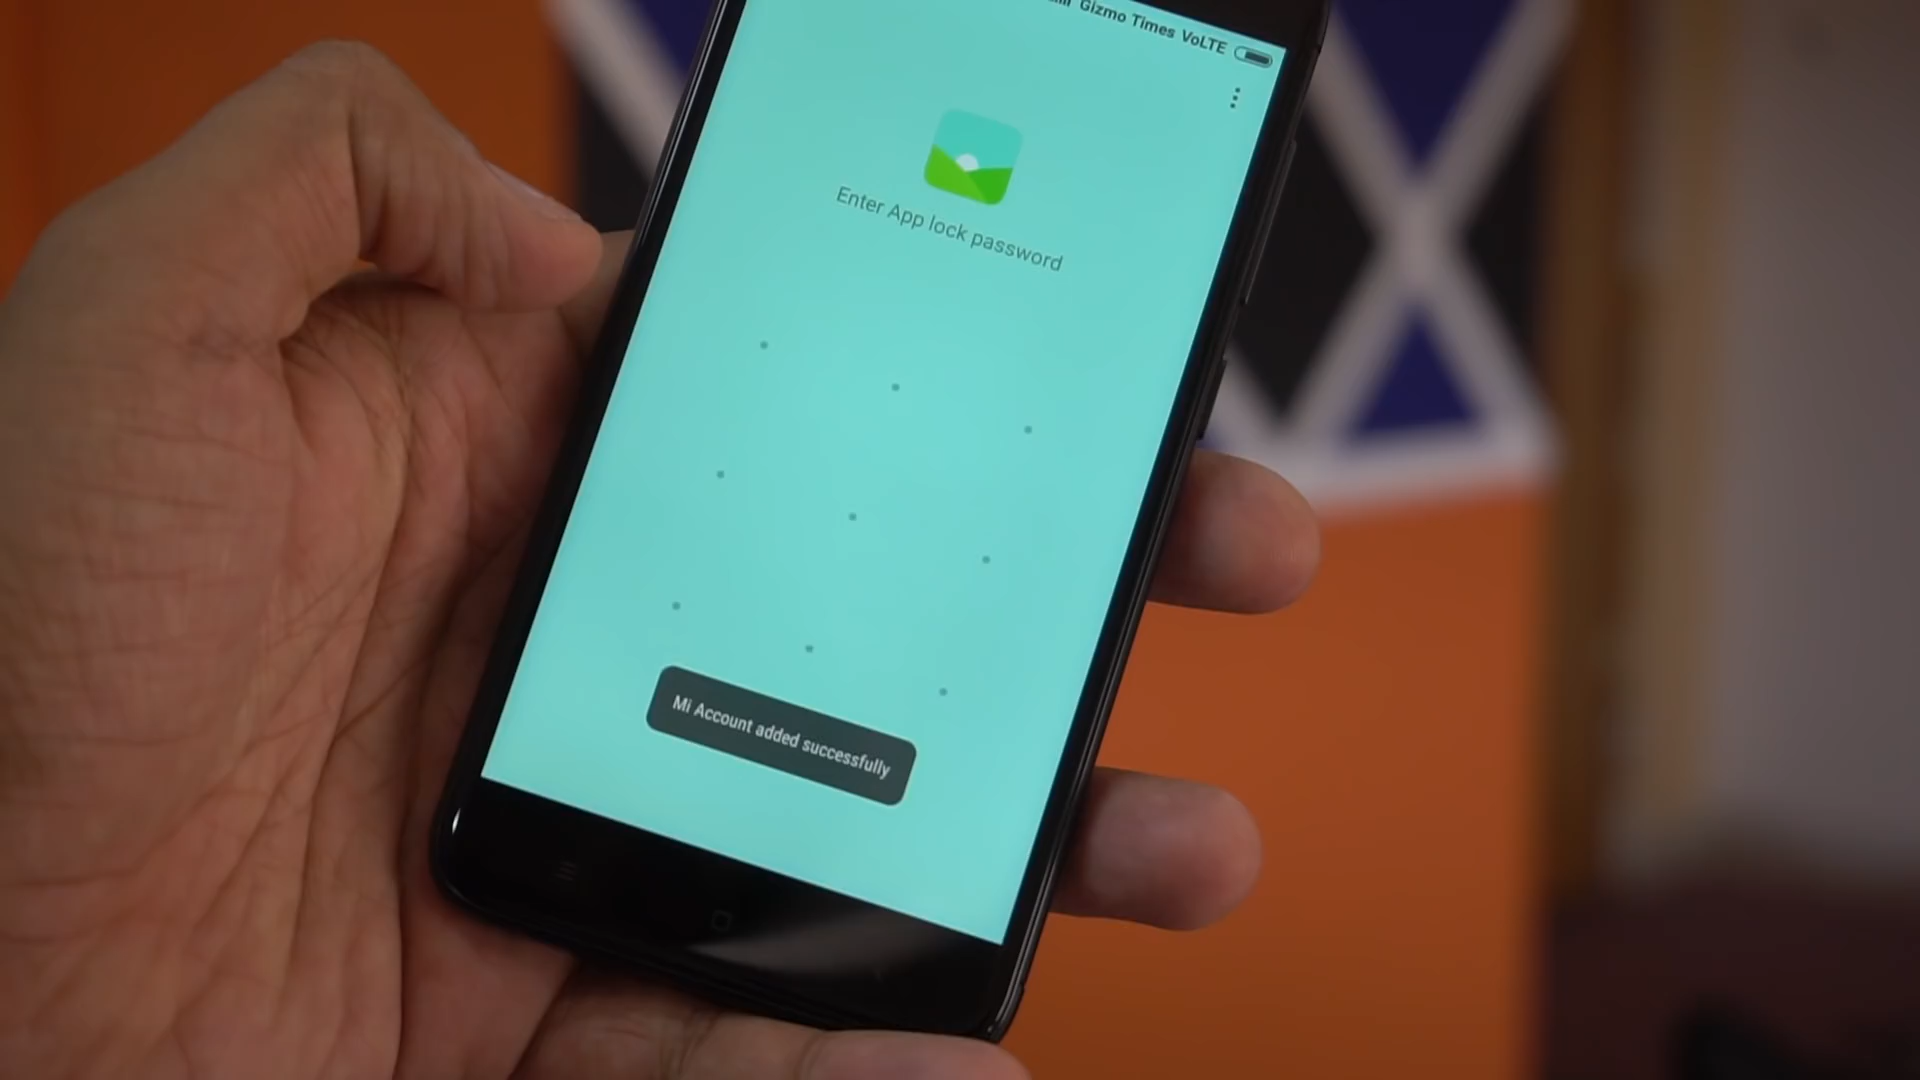 Gizmo Times VoLTE
Enter App lock password
Mi Account added successfully